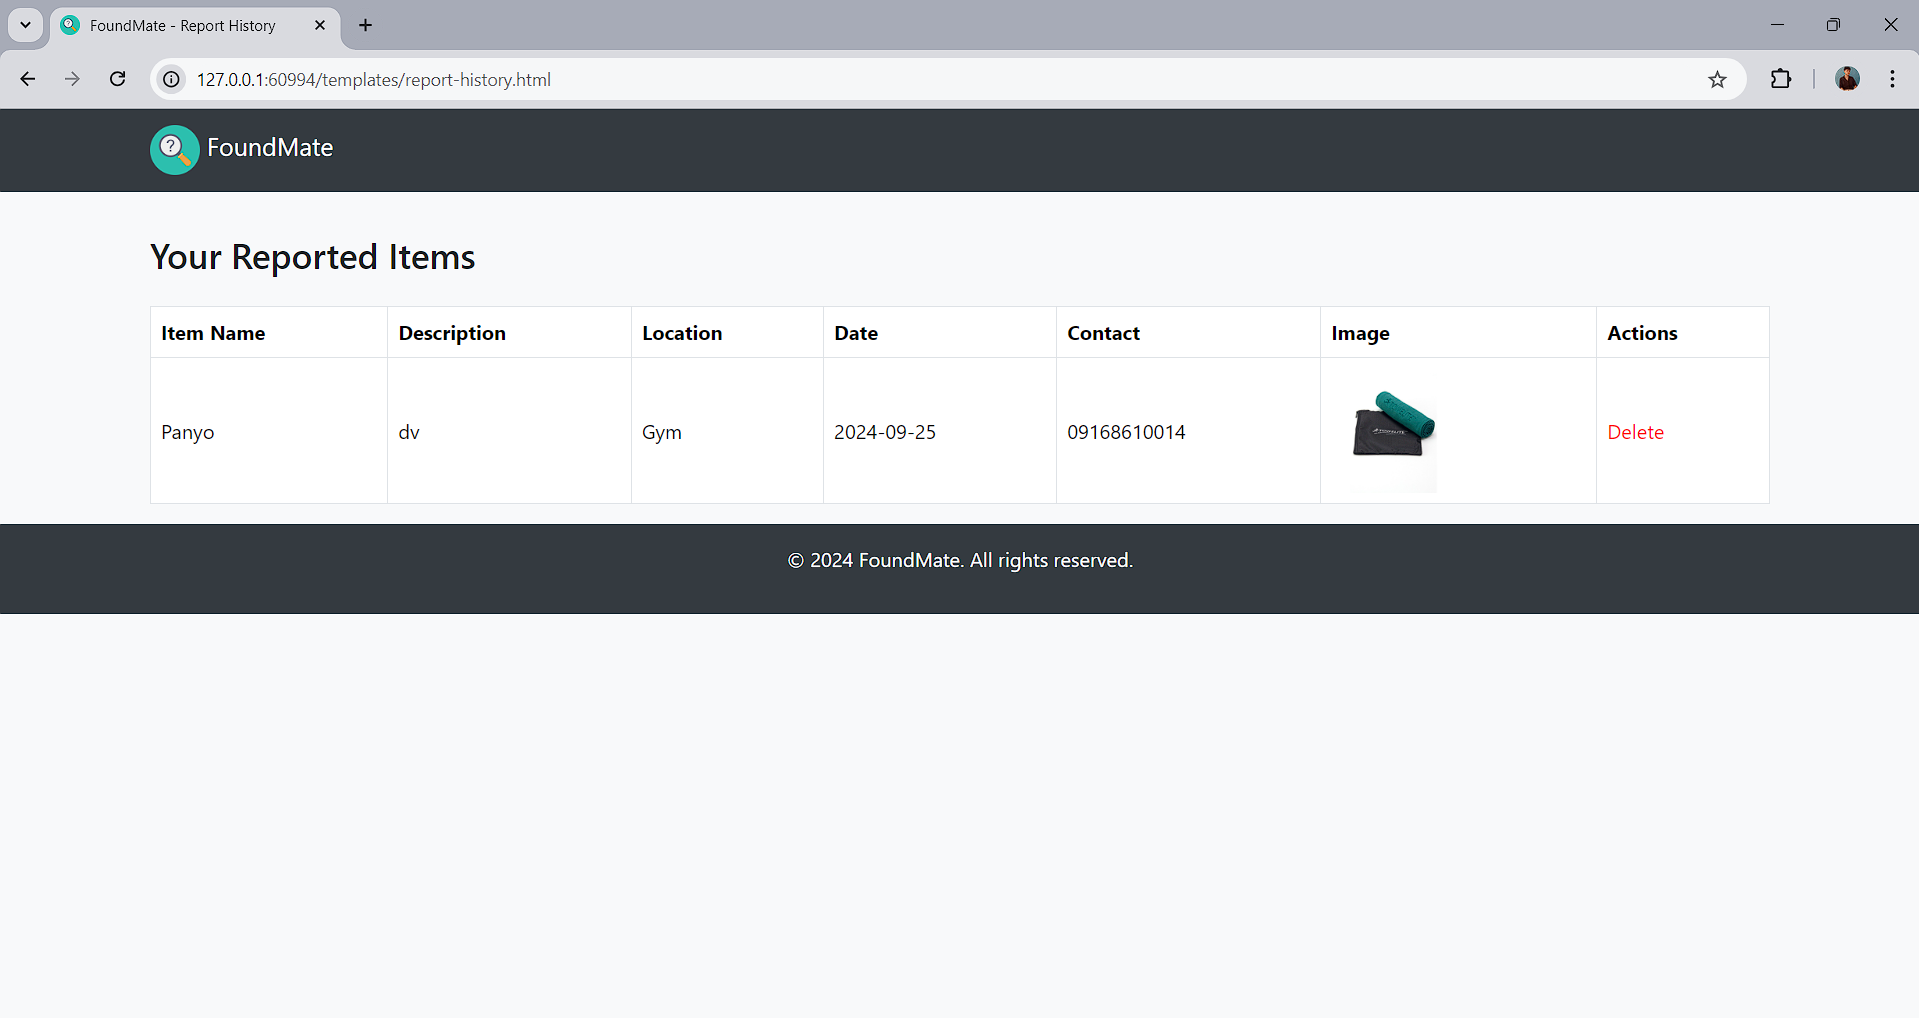 FoundMate - Report History
127.0.0.1:60994/templates/report-history.html
FoundMate
Your Reported Items
Item Name Description Location Date Contact Image Actions
Panyo dv Gym 2024-09-25 09168610014 Delete
© 2024 FoundMate. All rights reserved.